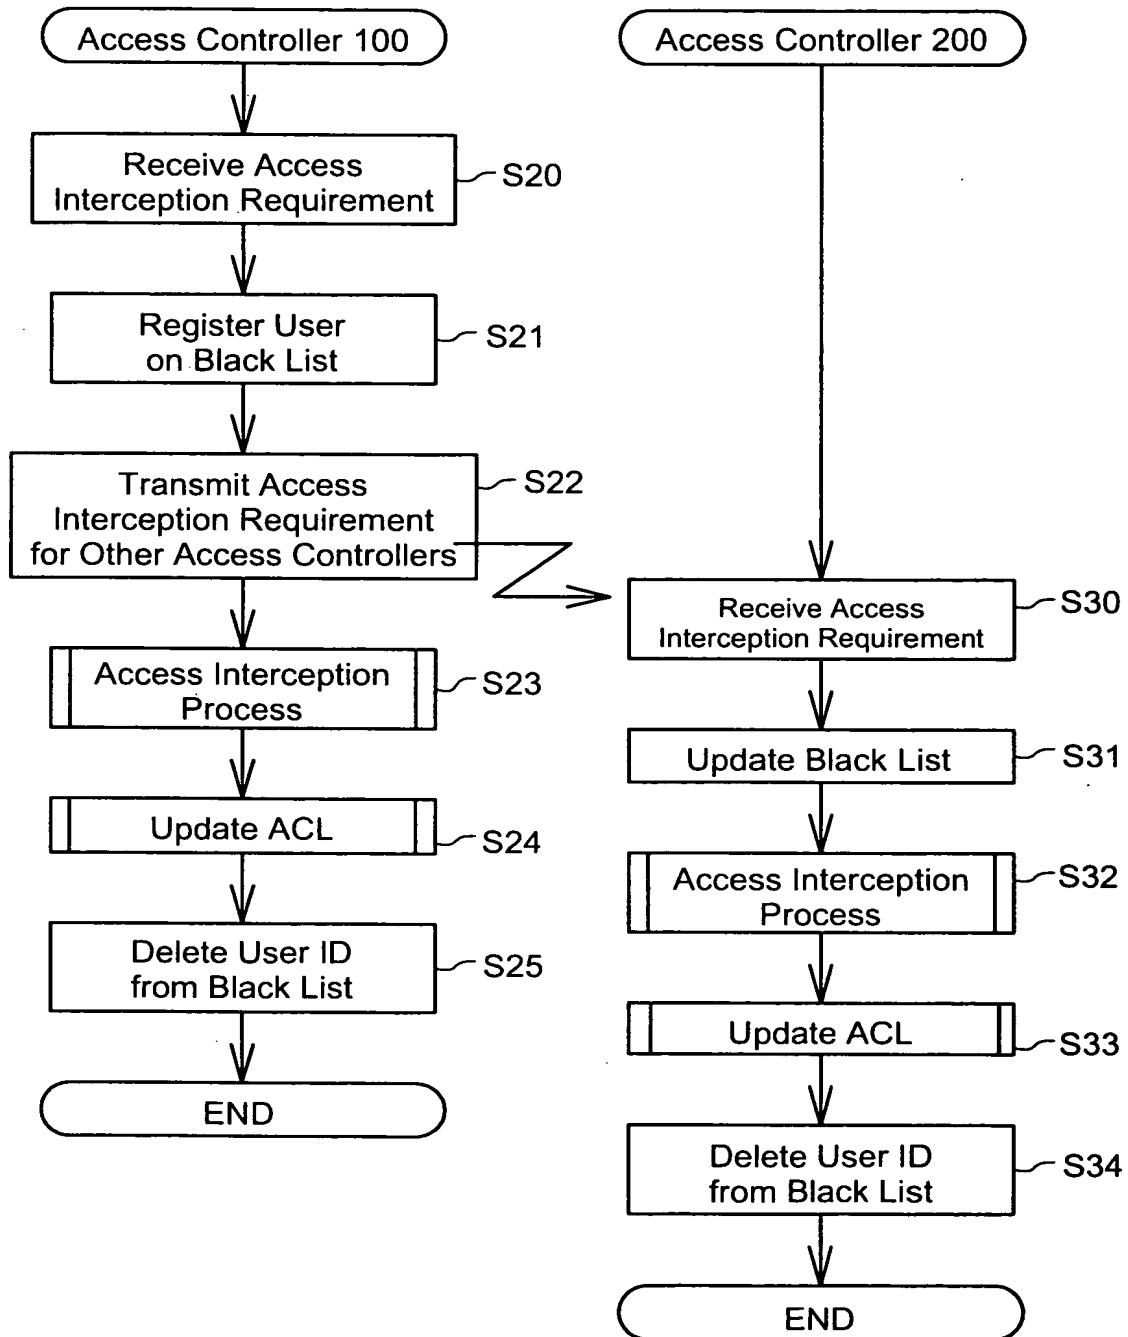 Access Controller 100
Receive Access
Interception Requirement
S20
Register User
on Black List
S21
Transmit Access
Interception Requirement
for Other Access Controllers
S22
Access Interception
Process
S23
Update ACL
S24
Delete User ID
from Black List
S25
END
Access Controller 200
Receive Access
Interception Requirement
S30
Update Black List
S31
Access Interception
Process
S32
Update ACL
S33
Delete User ID
from Black List
S34
END